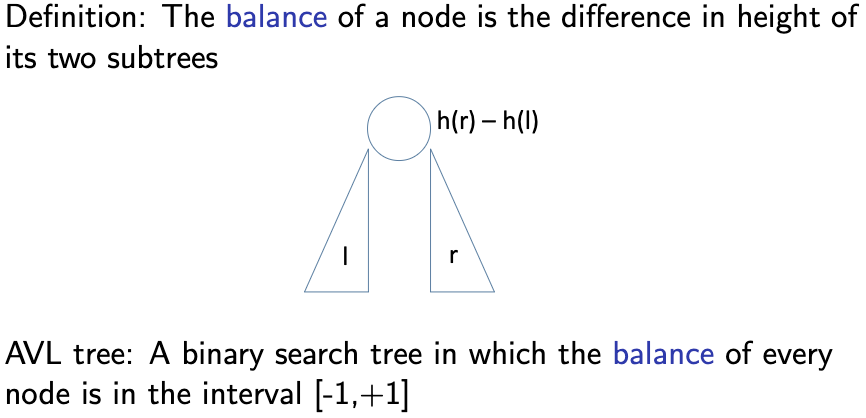 Definition: The balance of a node is the difference in height of
its two subtrees
h(r) – h(l)
l r
AVL tree: A binary search tree in which the balance of every
node is in the interval [-1,+1]